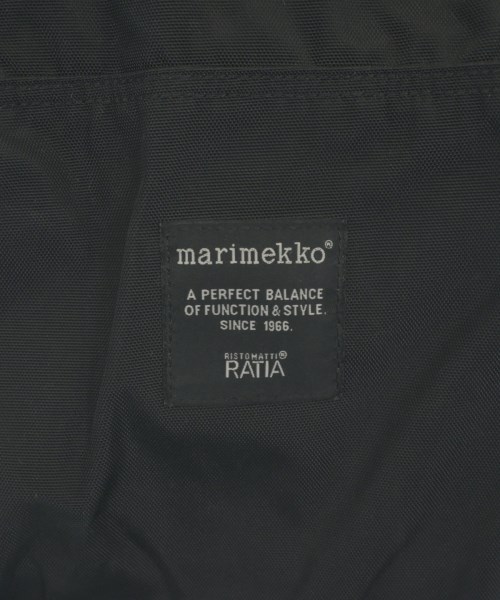 marimekko®
A PERFECT BALANCE
OF FUNCTION & STYLE.
SINCE 1966.
RISTOMATTI®
RATIA